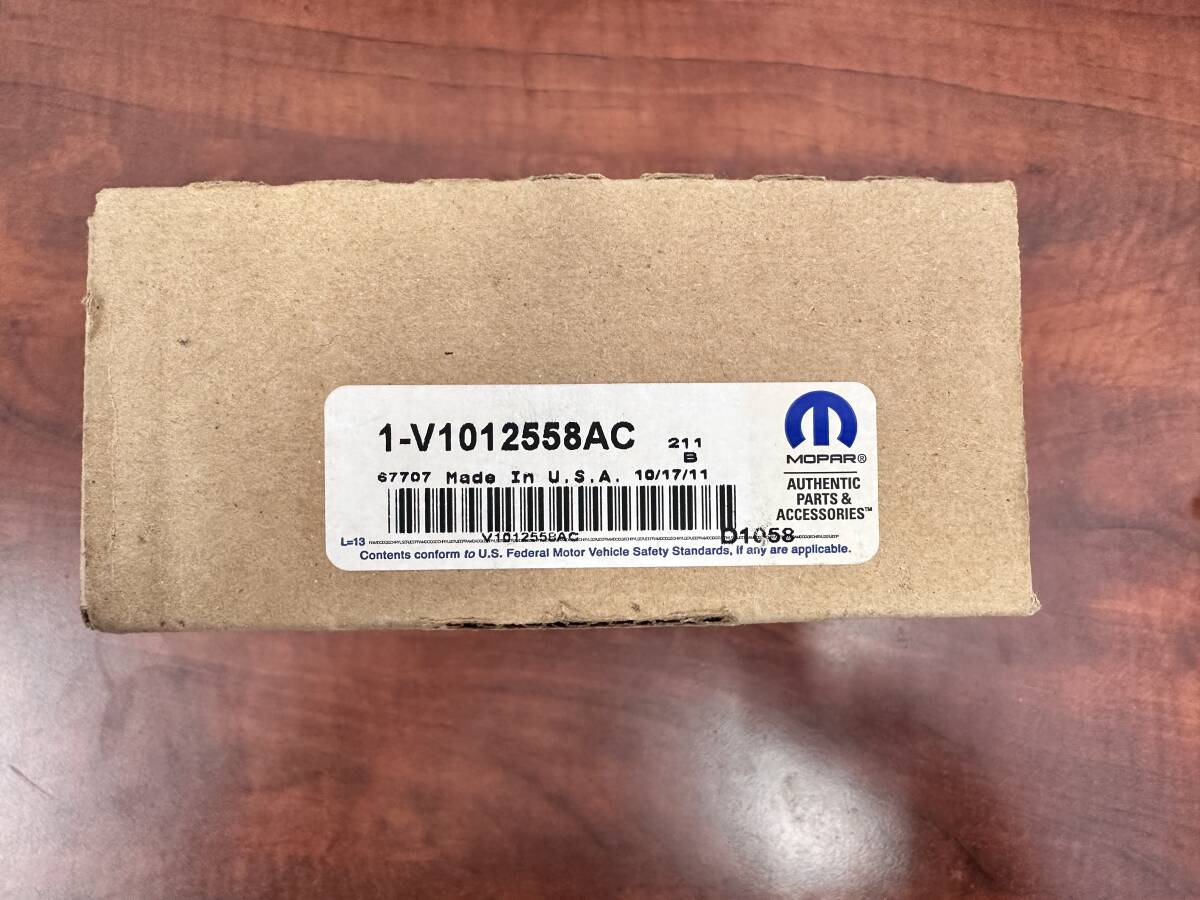 1-V1012558AC 211
B
67707 Made In U.S.A. 10/17/11
V1012558AC
D1058
L=13
Contents conform to U.S. Federal Motor Vehicle Safety Standards, if any are applicable.
MOPAR®
AUTHENTIC
PARTS &
ACCESSORIES™